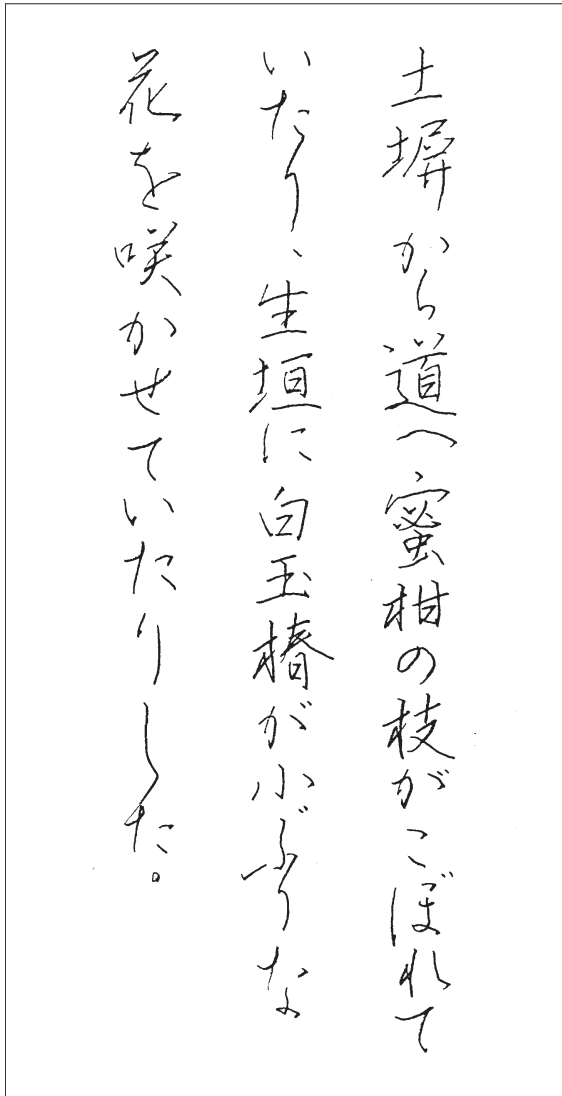 土塀から道へ蜜柑の枝がこぼれて
いたり、生垣に白玉椿が小ぶりな
花を咲かせていたりした。